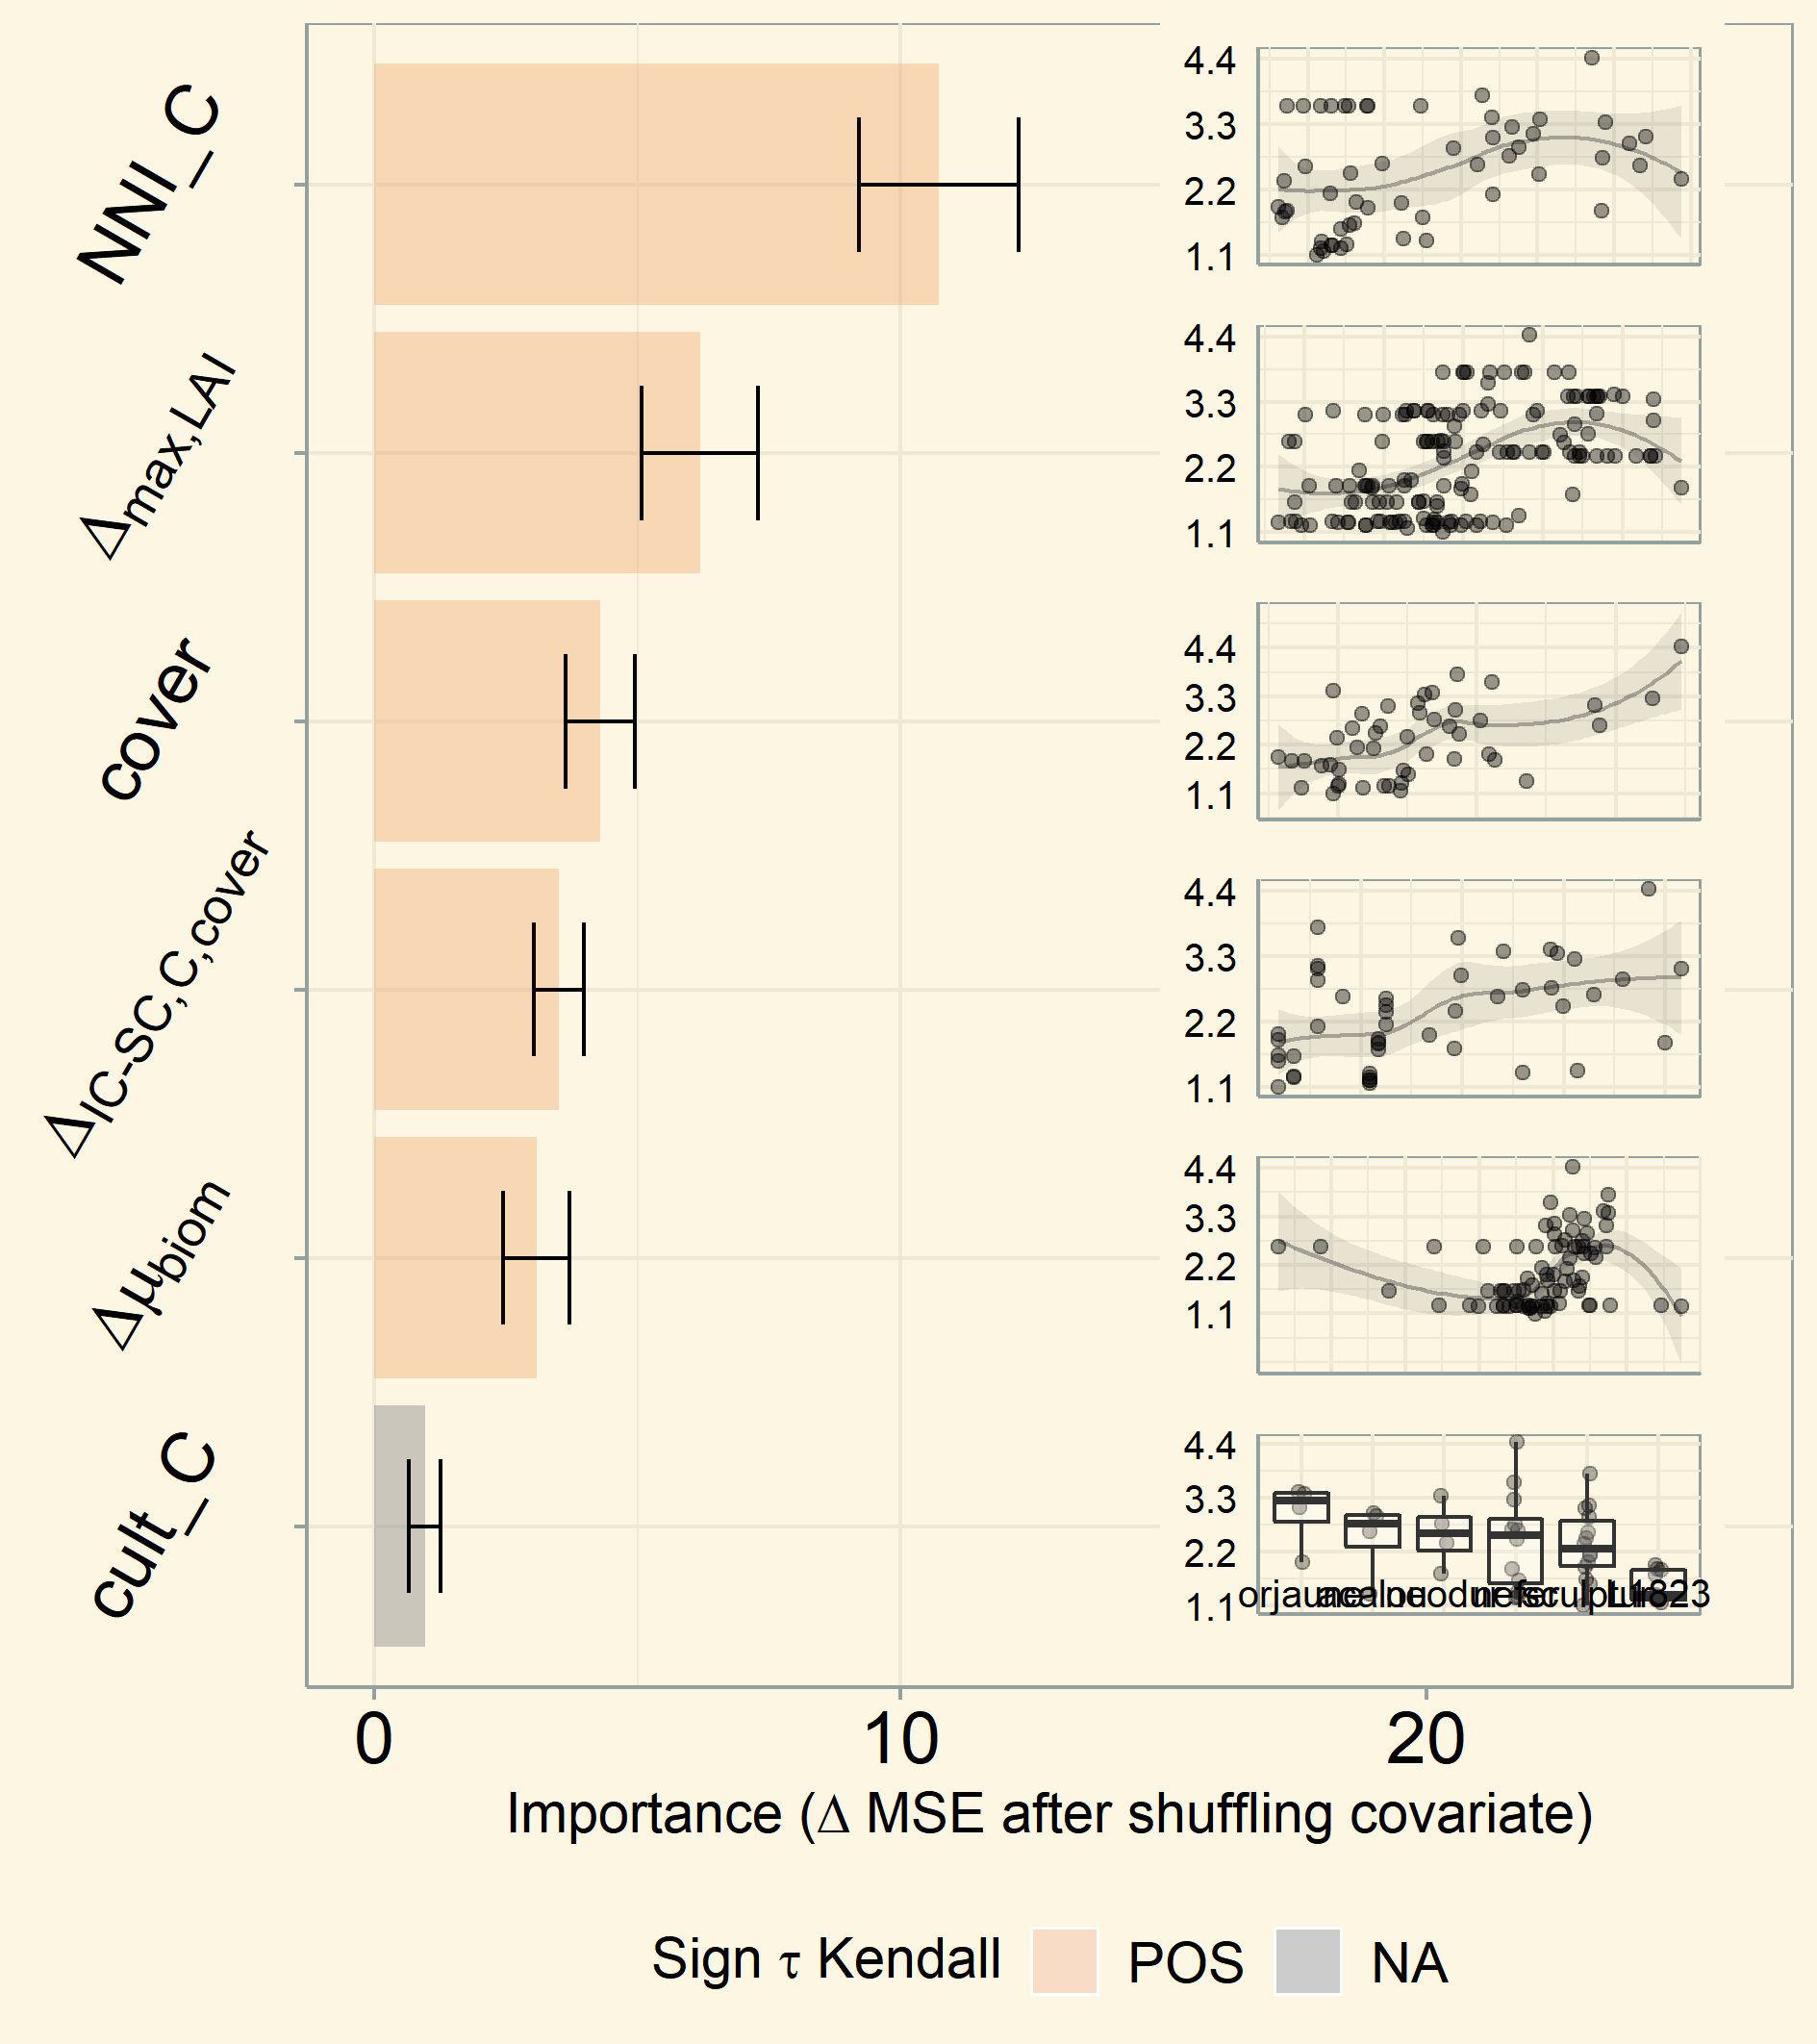 NNI_C
4.4
3.3
2.2
1.1
Δmax,LAI
4.4
3.3
2.2
1.1
cover
4.4
3.3
2.2
1.1
ΔIC-SC,C,cover
4.4
3.3
2.2
1.1
Δμbiom
4.4
3.3
2.2
1.1
cult_C
4.4
3.3
2.2
1.1
orjaune
0 10 20
Importance (Δ MSE after shuffling covariate)
Sign τ Kendall POS NA